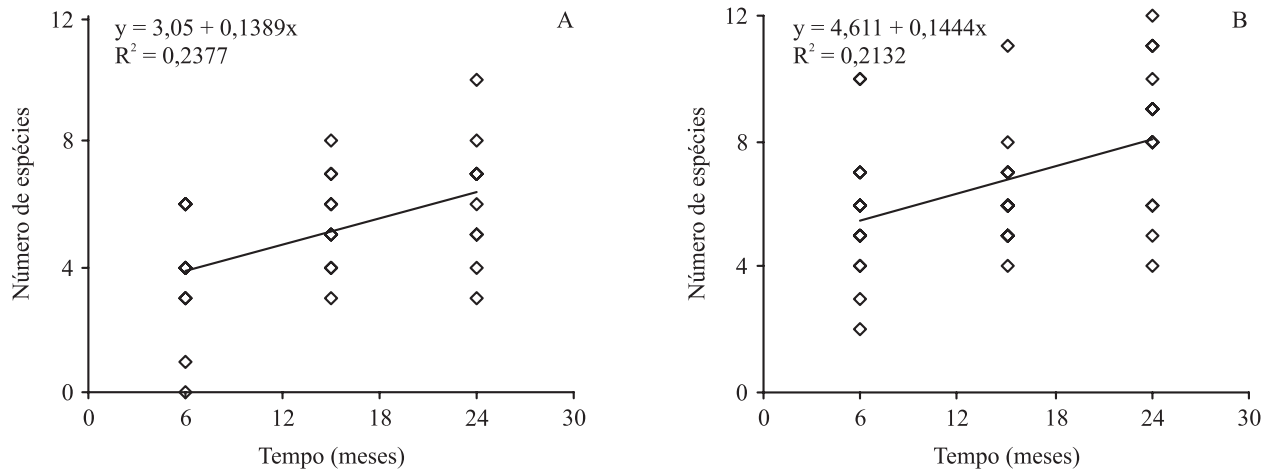 A
y = 3,05 + 0,1389x
R² = 0,2377
Número de espécies
12
8
4
0
0 6 12 18 24 30
Tempo (meses)
B
y = 4,611 + 0,1444x
R² = 0,2132
Número de espécies
12
8
4
0
0 6 12 18 24 30
Tempo (meses)